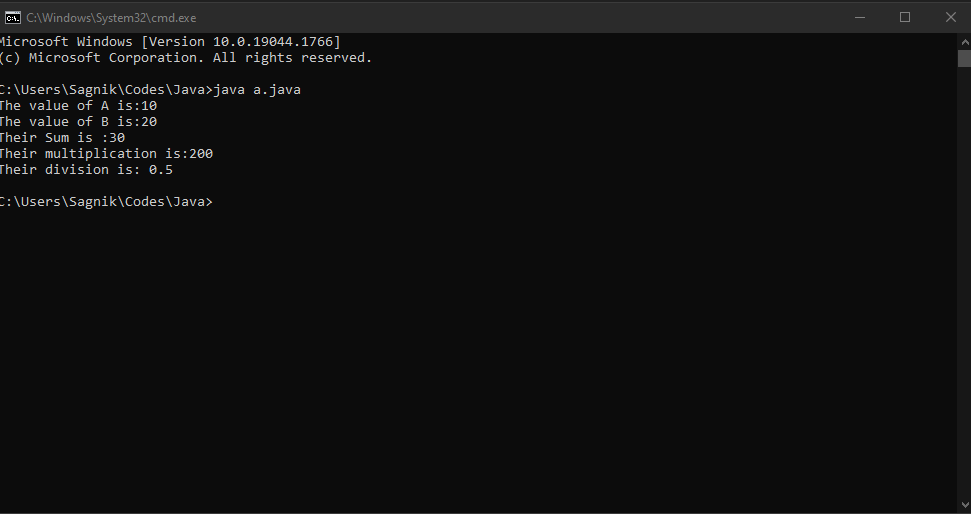 C:\Windows\System32\cmd.exe
Microsoft Windows [Version 10.0.19044.1766]
(c) Microsoft Corporation. All rights reserved.
C:\Users\Sagnik\Codes\Java>java a.java
The value of A is:10
The value of B is:20
Their Sum is :30
Their multiplication is:200
Their division is: 0.5
C:\Users\Sagnik\Codes\Java>